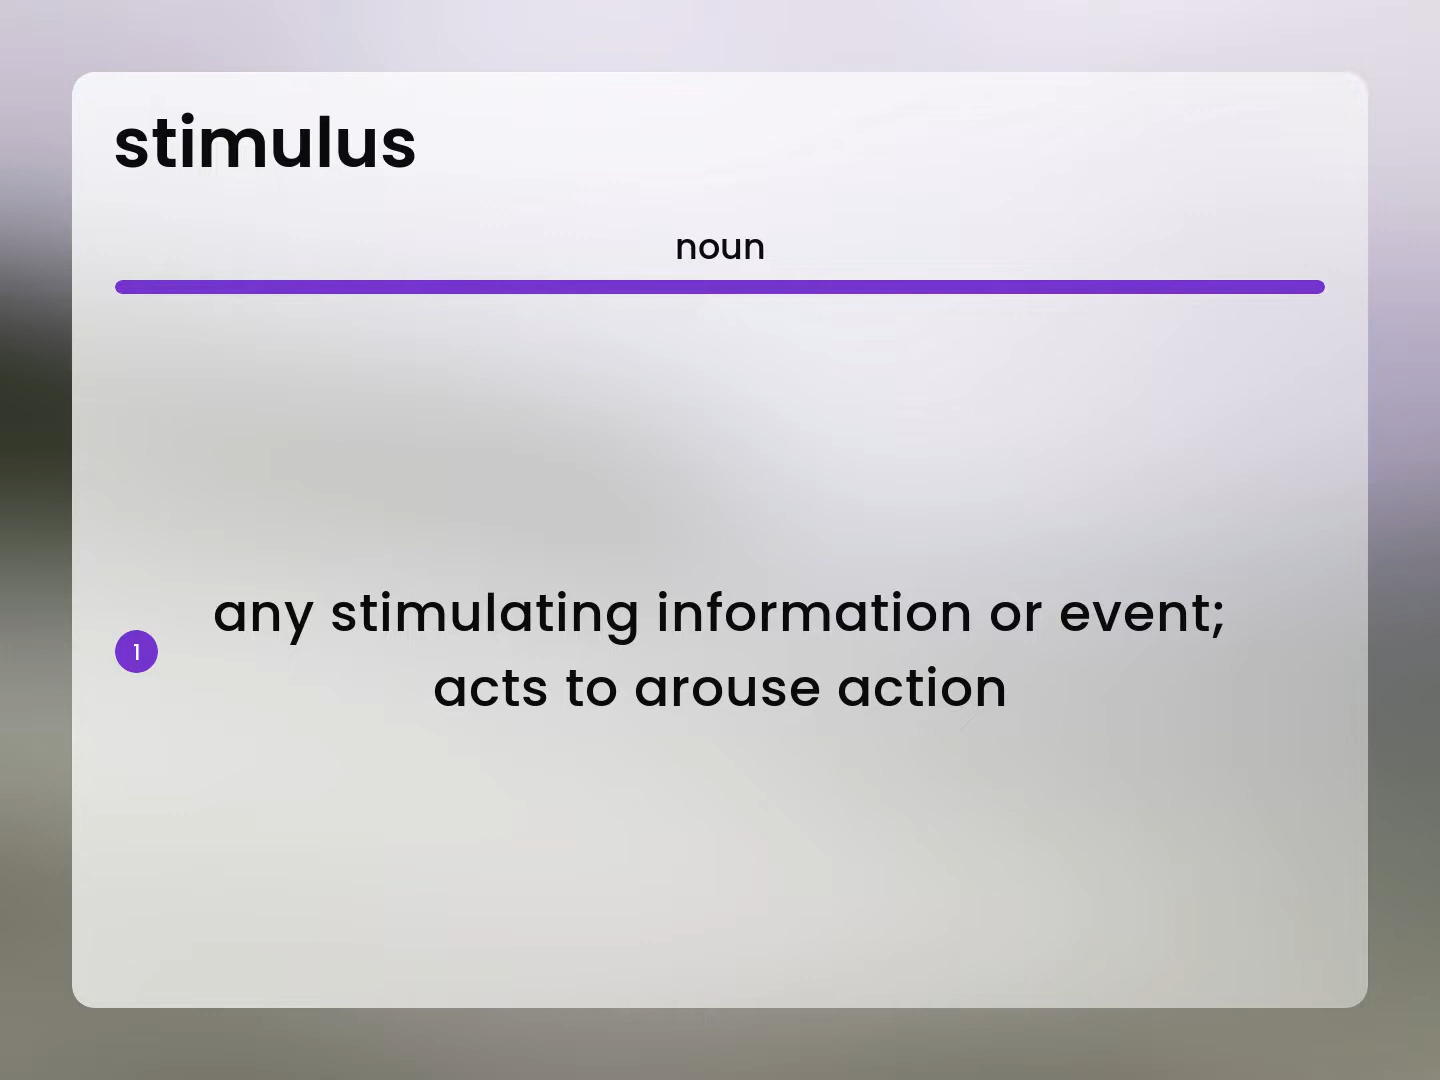 stimulus
noun
1
any stimulating information or event;
acts to arouse action